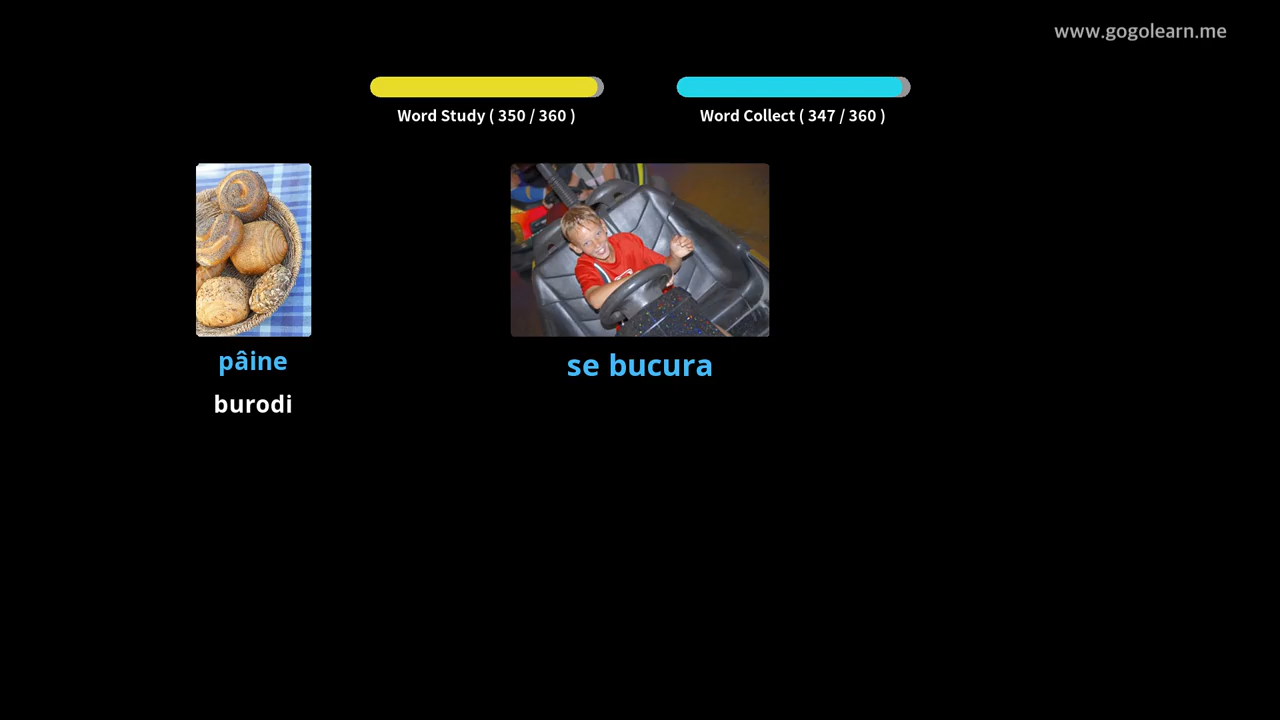 www.gogolearn.me
Word Study ( 350 / 360 )
Word Collect ( 347 / 360 )
pâine
burodi
se bucura